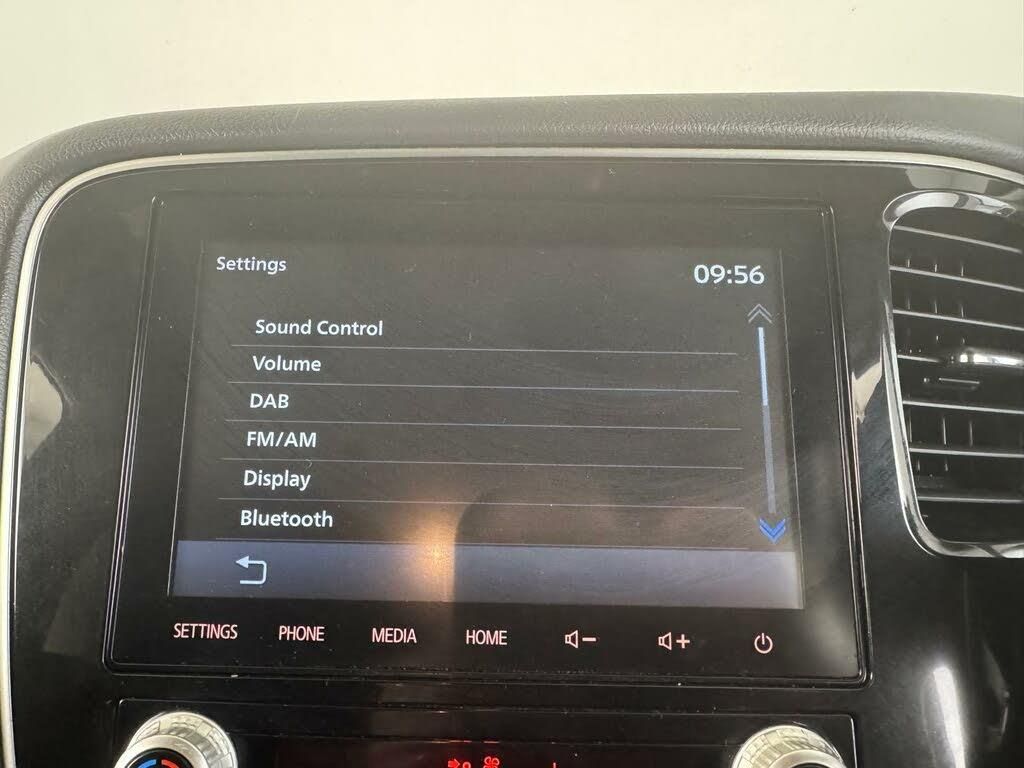 Settings
09:56
Sound Control
Volume
DAB
FM/AM
Display
Bluetooth
SETTINGS PHONE MEDIA HOME